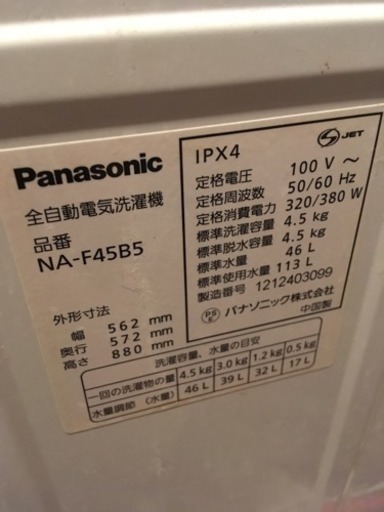 Panasonic
全自動電気洗濯機
品番
NA-F45B5
外形寸法
幅 562 mm
奥行 572 mm
高さ 880 mm
IPX4
JET
定格電圧 100 V ～
定格周波数 50/60 Hz
定格消費電力 320/380 W
標準洗濯容量 4.5 kg
標準脱水容量 4.5 kg
標準水量 46 L
標準使用水量 113 L
製造番号 1212403099
PS E パナソニック株式会社
中国製
洗濯容量、水量の目安
一回の洗濯物の量 4.5 kg 3.0 kg 1.2 kg 0.5 kg
水量調節（水量） 46 L 39 L 32 L 17 L